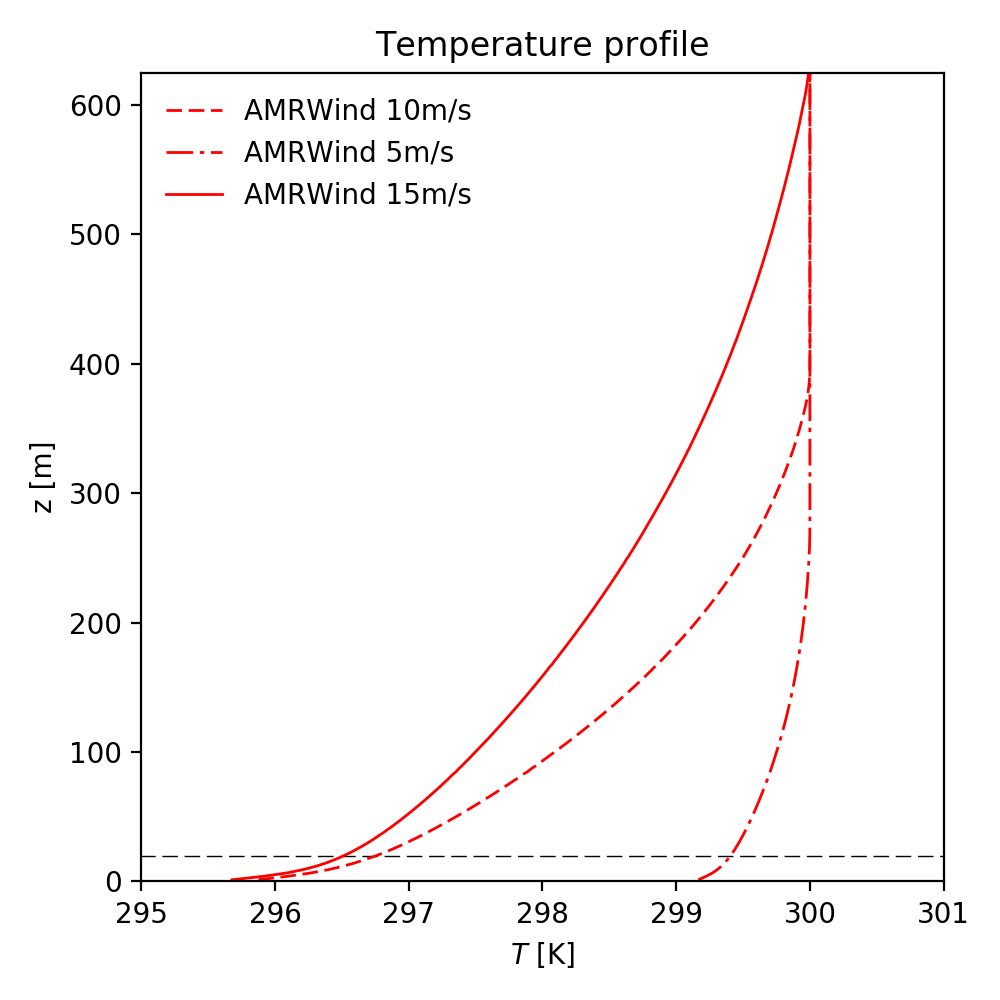 Temperature profile
AMRWind 10m/s
AMRWind 5m/s
AMRWind 15m/s
600
500
400
300
200
100
0
z [m]
295 296 297 298 299 300 301
T [K]